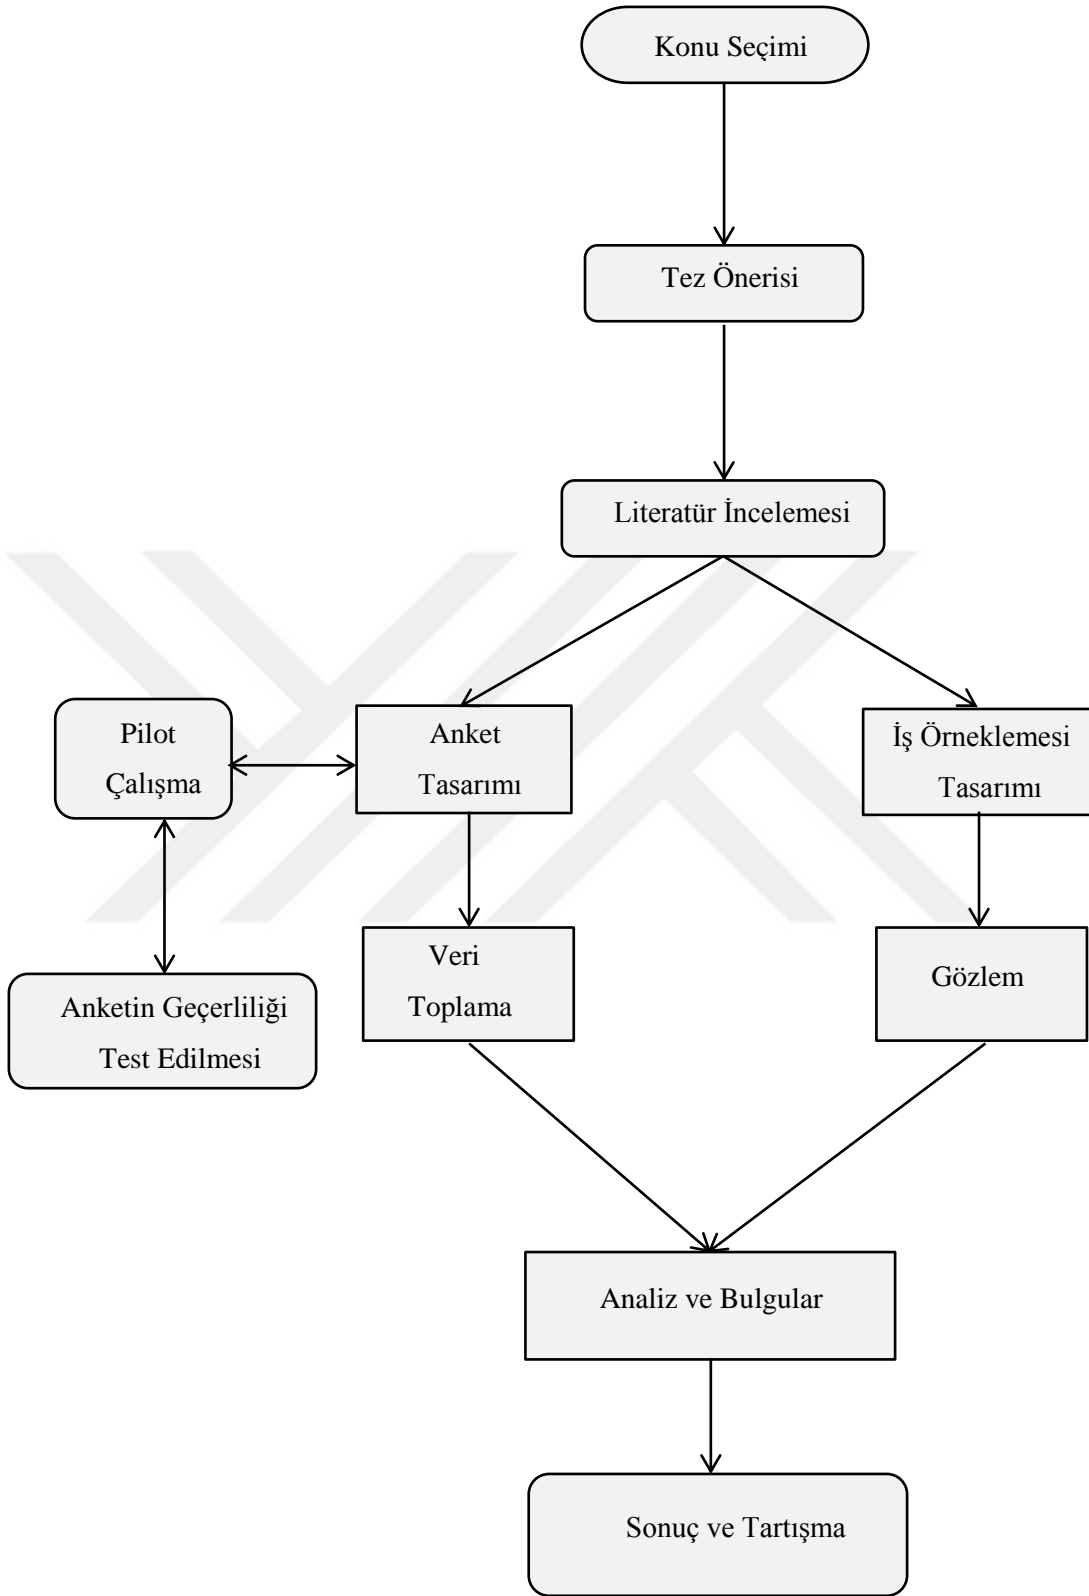 Konu Seçimi
Tez Önerisi
Literatür İncelemesi
Pilot
Çalışma
Anket
Tasarımı
İş Örneklemesi
Tasarımı
Anketin Geçerliliği
Test Edilmesi
Veri
Toplama
Gözlem
Analiz ve Bulgular
Sonuç ve Tartışma